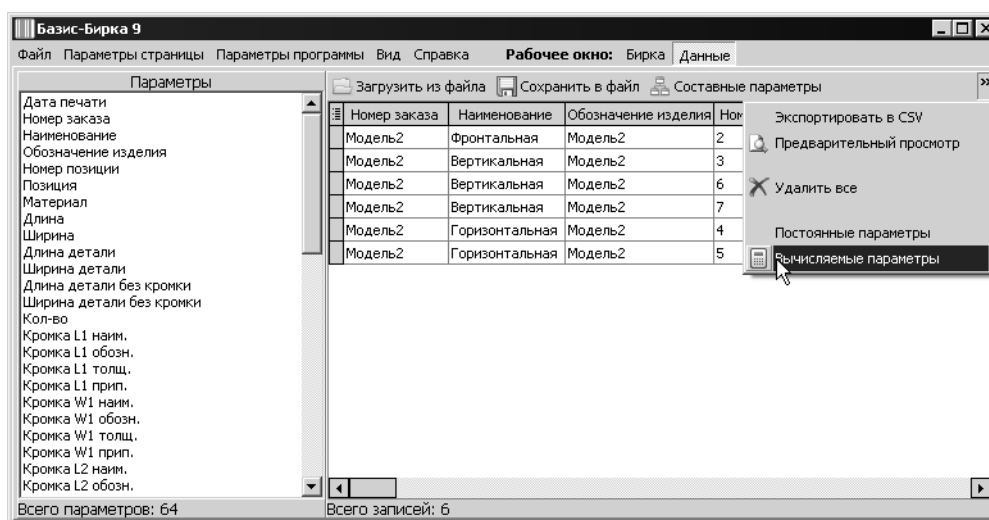 Базис-Бирка 9
Файл Параметры страницы Параметры программы Вид Справка Рабочее окно: Бирка Данные
Параметры
Дата печати
Номер заказа
Наименование
Обозначение изделия
Номер позиции
Позиция
Материал
Длина
Ширина
Длина детали
Ширина детали
Длина детали без кромки
Ширина детали без кромки
Кол-во
Кромка L1 наим.
Кромка L1 обозн.
Кромка L1 толщ.
Кромка L1 прип.
Кромка W1 наим.
Кромка W1 обозн.
Кромка W1 толщ.
Кромка W1 прип.
Кромка L2 наим.
Кромка L2 обозн.
Всего параметров: 64
Загрузить из файла Сохранить в файл Составные параметры
Номер заказа Наименование Обозначение изделия Ном
Модель2 Фронтальная Модель2 2
Модель2 Вертикальная Модель2 3
Модель2 Вертикальная Модель2 6
Модель2 Вертикальная Модель2 7
Модель2 Горизонтальная Модель2 4
Модель2 Горизонтальная Модель2 5
Экспортировать в CSV
Предварительный просмотр
Удалить все
Постоянные параметры
Вычисляемые параметры
Всего записей: 6